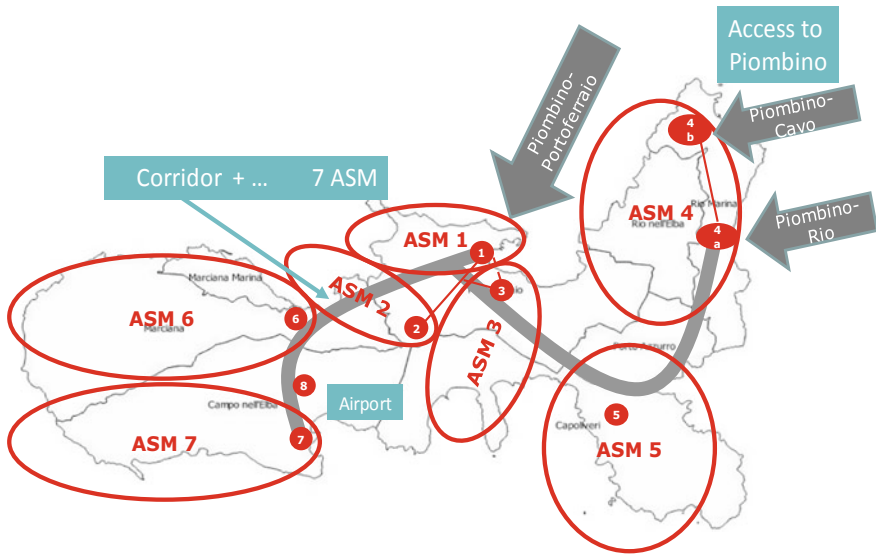 Access to
Piombino
Piombino-
Portoferraio
Piombino-
Cavo
4
b
Corridor + ... 7 ASM
ASM 4
Rio Marina
Rio nell'Elba
Piombino-
Rio
4
a
ASM 1
1
Marciana Marina
ASM 2
3
6
ASM 6
Marciana
2
ASM 3
Porto Azzurro
8
Airport
Campo nell'Elba
5
Capoliveri
ASM 7
7
ASM 5